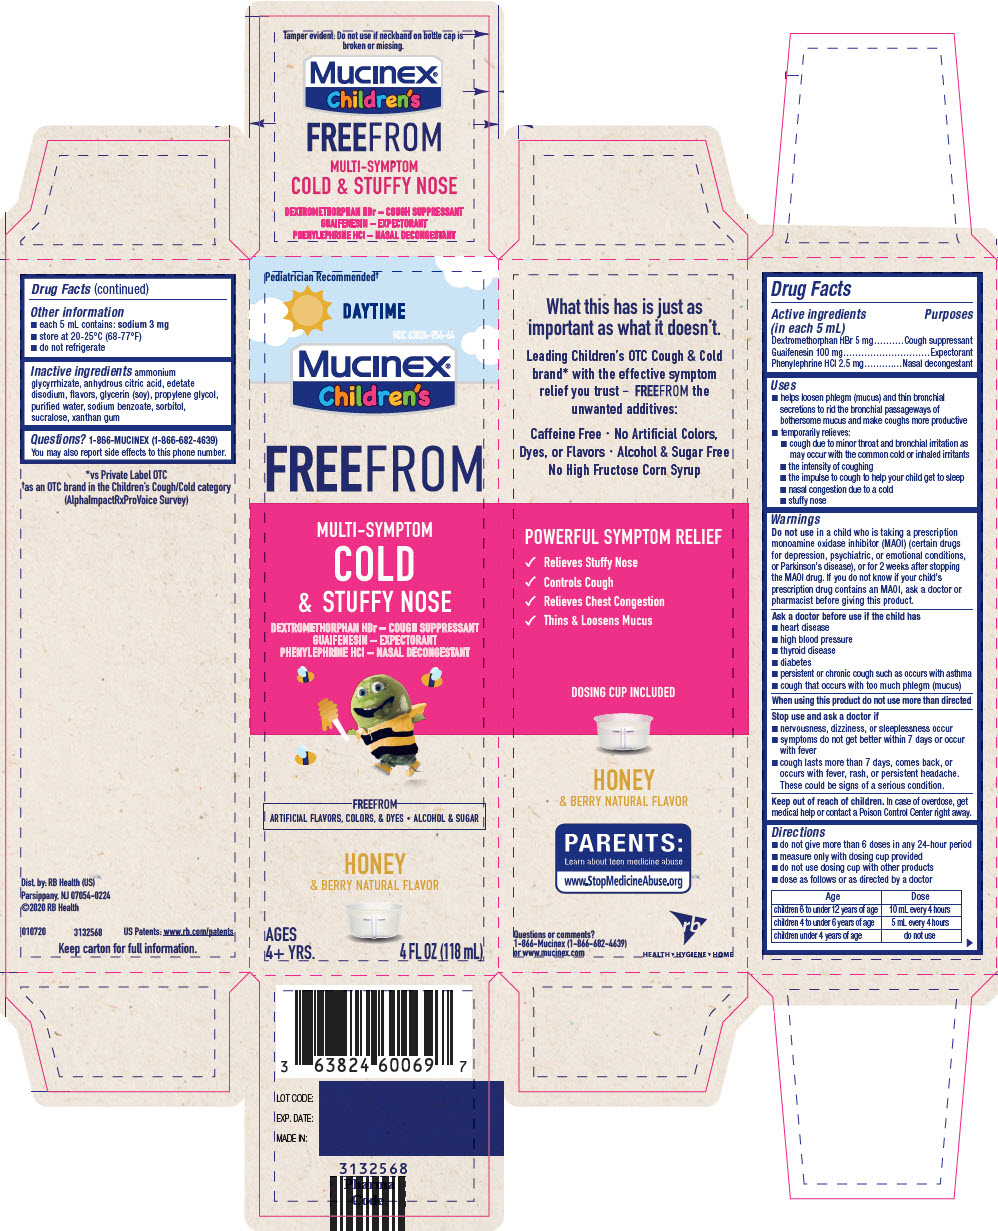 Tamper evident: Do not use if neckband on bottle cap is
broken or missing.
Mucinex®
Children's
FREEFROM
MULTI-SYMPTOM
COLD & STUFFY NOSE
DEXTROMETHORPHAN HBr – COUGH SUPPRESSANT
GUAIFENESIN – EXPECTORANT
PHENYLEPHRINE HCl – NASAL DECONGESTANT
Drug Facts (continued)
Other information
■ each 5 mL contains: sodium 3 mg
■ store at 20-25°C (68-77°F)
■ do not refrigerate
Inactive ingredients ammonium
glycyrrhizate, anhydrous citric acid, edetate
disodium, flavors, glycerin (soy), propylene glycol,
purified water, sodium benzoate, sorbitol,
sucralose, xanthan gum
Questions? 1-866-MUCINEX (1-866-682-4639)
You may also report side effects to this phone number.
*vs Private Label OTC
†as an OTC brand in the Children's Cough/Cold category
(AlphaImpactRxProVoice Survey)
Dist. by: RB Health (US)
Parsippany, NJ 07054-0224
©2020 RB Health
010720 3132568 US Patents: www.rb.com/patents
Keep carton for full information.
Pediatrician Recommended†
DAYTIME
NDC 63824-956-64
Mucinex®
Children's
FREEFROM
MULTI-SYMPTOM
COLD
& STUFFY NOSE
DEXTROMETHORPHAN HBr – COUGH SUPPRESSANT
GUAIFENESIN – EXPECTORANT
PHENYLEPHRINE HCl – NASAL DECONGESTANT
FREEFROM
ARTIFICIAL FLAVORS, COLORS, & DYES • ALCOHOL & SUGAR
HONEY
& BERRY NATURAL FLAVOR
AGES
4+ YRS.
4 FL OZ (118 mL)
What this has is just as
important as what it doesn't.
Leading Children's OTC Cough & Cold
brand* with the effective symptom
relief you trust – FREEFROM the
unwanted additives:
Caffeine Free · No Artificial Colors,
Dyes, or Flavors · Alcohol & Sugar Free
No High Fructose Corn Syrup
POWERFUL SYMPTOM RELIEF
✓ Relieves Stuffy Nose
✓ Controls Cough
✓ Relieves Chest Congestion
✓ Thins & Loosens Mucus
DOSING CUP INCLUDED
HONEY
& BERRY NATURAL FLAVOR
PARENTS:
Learn about teen medicine abuse
www.StopMedicineAbuse.org
Questions or comments?
1-866-Mucinex (1-866-682-4639)
or www.mucinex.com
rb
HEALTH • HYGIENE • HOME
Drug Facts
Active ingredients Purposes
(in each 5 mL)
Dextromethorphan HBr 5 mg..........Cough suppressant
Guaifenesin 100 mg............................Expectorant
Phenylephrine HCl 2.5 mg............Nasal decongestant
Uses
■ helps loosen phlegm (mucus) and thin bronchial
secretions to rid the bronchial passageways of
bothersome mucus and make coughs more productive
■ temporarily relieves:
■ cough due to minor throat and bronchial irritation as
may occur with the common cold or inhaled irritants
■ the intensity of coughing
■ the impulse to cough to help your child get to sleep
■ nasal congestion due to a cold
■ stuffy nose
Warnings
Do not use in a child who is taking a prescription
monoamine oxidase inhibitor (MAOI) (certain drugs
for depression, psychiatric, or emotional conditions,
or Parkinson's disease), or for 2 weeks after stopping
the MAOI drug. If you do not know if your child's
prescription drug contains an MAOI, ask a doctor or
pharmacist before giving this product.
Ask a doctor before use if the child has
■ heart disease
■ high blood pressure
■ thyroid disease
■ diabetes
■ persistent or chronic cough such as occurs with asthma
■ cough that occurs with too much phlegm (mucus)
When using this product do not use more than directed
Stop use and ask a doctor if
■ nervousness, dizziness, or sleeplessness occur
■ symptoms do not get better within 7 days or occur
with fever
■ cough lasts more than 7 days, comes back, or
occurs with fever, rash, or persistent headache.
These could be signs of a serious condition.
Keep out of reach of children. In case of overdose, get
medical help or contact a Poison Control Center right away.
Directions
■ do not give more than 6 doses in any 24-hour period
■ measure only with dosing cup provided
■ do not use dosing cup with other products
■ dose as follows or as directed by a doctor
Age Dose
children 6 to under 12 years of age 10 mL every 4 hours
children 4 to under 6 years of age 5 mL every 4 hours
children under 4 years of age do not use
3 63824 60069 7
LOT CODE:
EXP. DATE:
MADE IN:
3132568
Pharma
Code